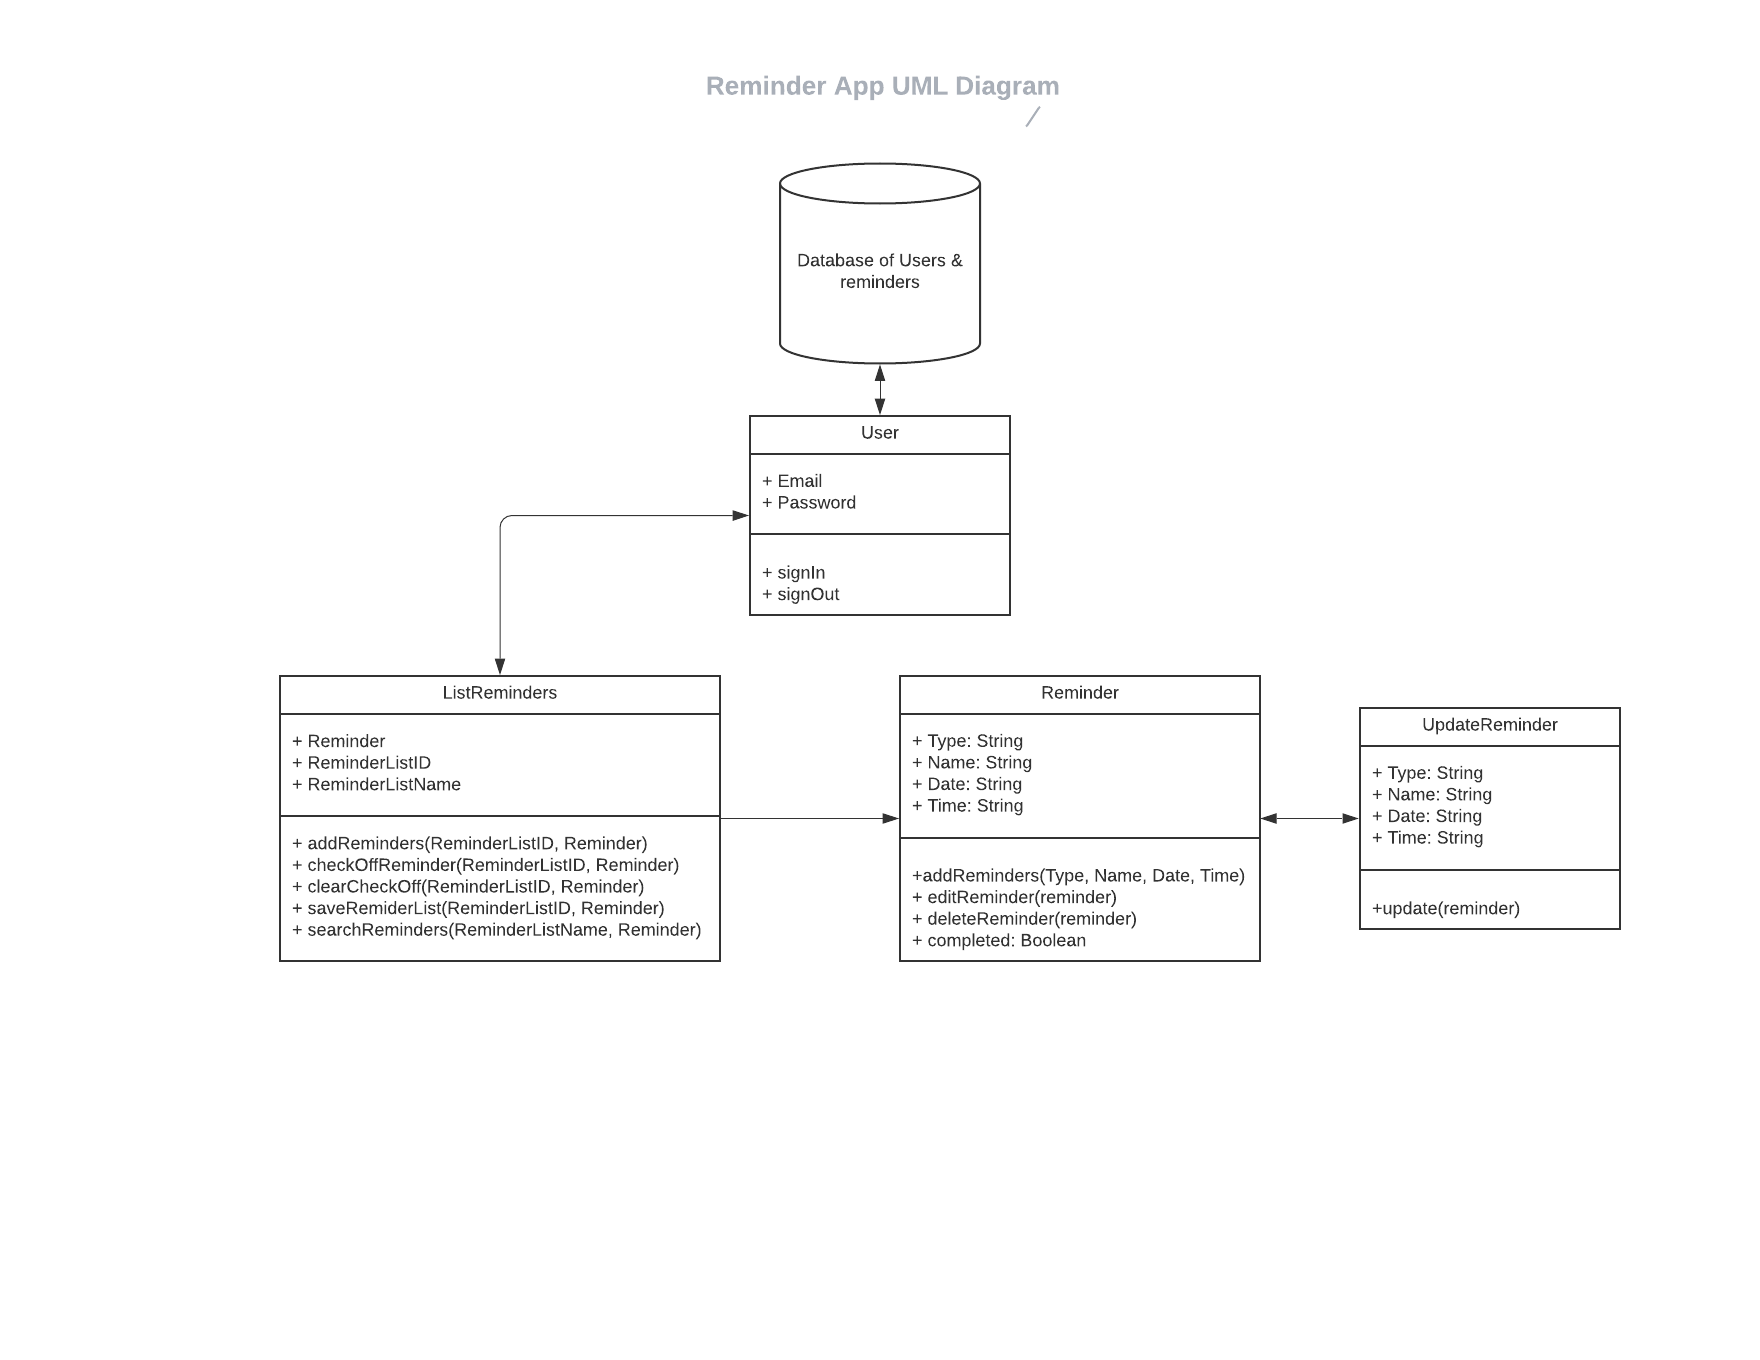 Reminder App UML Diagram
Database of Users &
reminders
User
+ Email
+ Password
+ signIn
+ signOut
ListReminders
+ Reminder
+ ReminderListID
+ ReminderListName
+ addReminders(ReminderListID, Reminder)
+ checkOffReminder(ReminderListID, Reminder)
+ clearCheckOff(ReminderListID, Reminder)
+ saveRemiderList(ReminderListID, Reminder)
+ searchReminders(ReminderListName, Reminder)
Reminder
+ Type: String
+ Name: String
+ Date: String
+ Time: String
+addReminders(Type, Name, Date, Time)
+ editReminder(reminder)
+ deleteReminder(reminder)
+ completed: Boolean
UpdateReminder
+ Type: String
+ Name: String
+ Date: String
+ Time: String
+update(reminder)